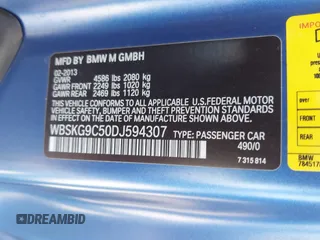 MFD BY BMW M GMBH
02-2013
GVWR 4586 lbs 2080 kg
GAWR FRONT 2249 lbs 1020 kg
GAWR REAR 2469 lbs 1120 kg
THIS VEHICLE CONFORMS TO ALL APPLICABLE
U.S. FEDERAL MOTOR VEHICLE SAFETY, BUMPER,
AND THEFT PREVENTION STANDARDS IN EFFECT
ON THE DATE OF MANUFACTURE SHOWN ABOVE.
WBSKG9C50DJ594307 TYPE: PASSENGER CAR
490/0
7 315 814
BMW
DREAMBID